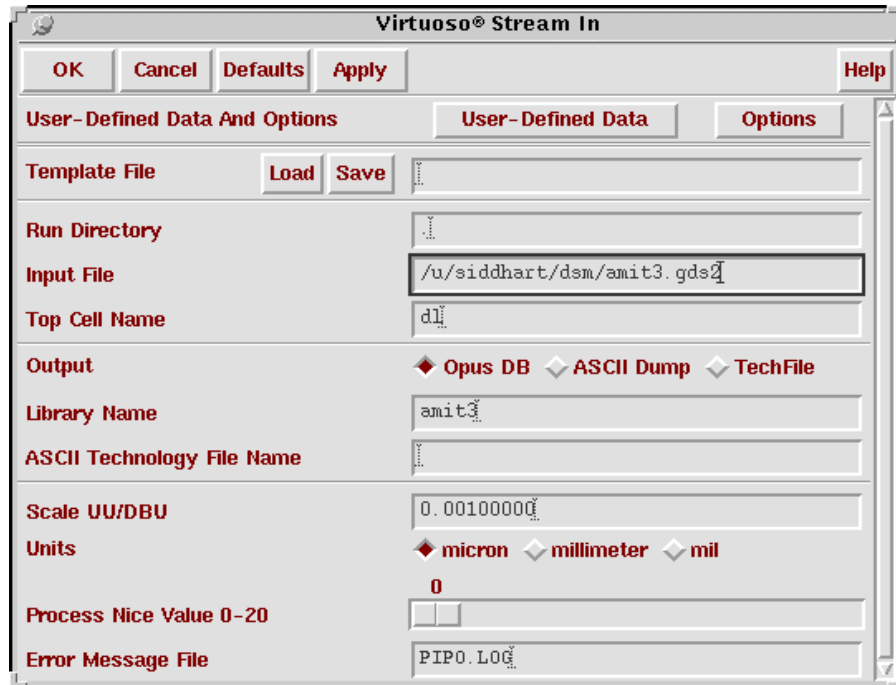 Virtuoso® Stream In
OK Cancel Defaults Apply Help
User-Defined Data And Options User-Defined Data Options
Template File Load Save
Run Directory .
Input File /u/siddhart/dsm/amit3.gds2
Top Cell Name dl
Output Opus DB ASCII Dump TechFile
Library Name amit3
ASCII Technology File Name
Scale UU/DBU 0.00100000
Units micron millimeter mil
0
Process Nice Value 0-20
Error Message File PIPO.LOG